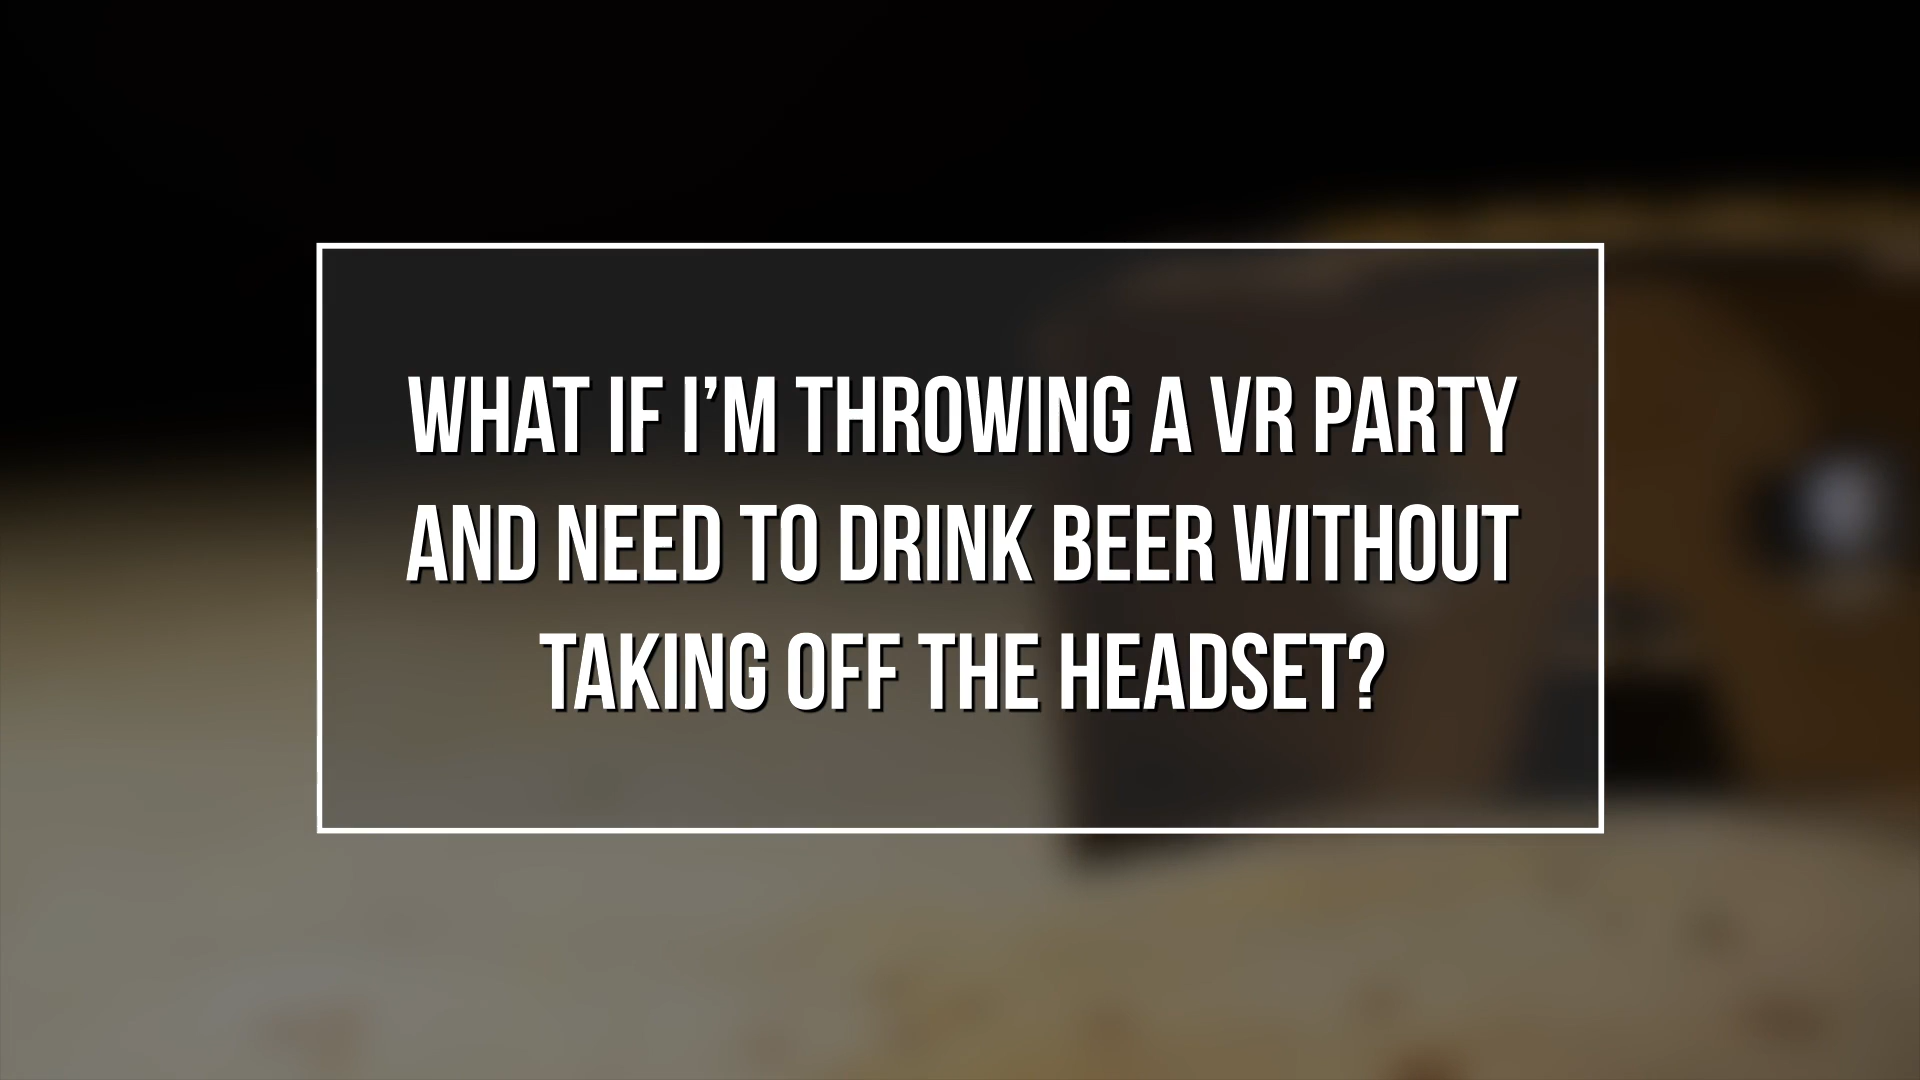 WHAT IF I’M THROWING A VR PARTY
AND NEED TO DRINK BEER WITHOUT
TAKING OFF THE HEADSET?